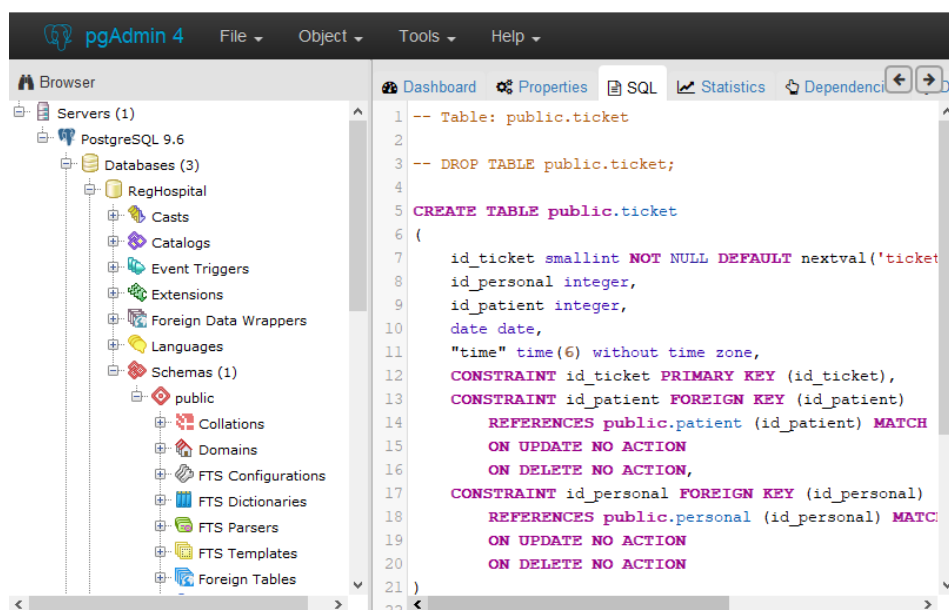 pgAdmin 4 File Object Tools Help
Browser
Servers (1)
PostgreSQL 9.6
Databases (3)
RegHospital
Casts
Catalogs
Event Triggers
Extensions
Foreign Data Wrappers
Languages
Schemas (1)
public
Collations
Domains
FTS Configurations
FTS Dictionaries
FTS Parsers
FTS Templates
Foreign Tables
Dashboard Properties SQL Statistics Dependenci D
1 -- Table: public.ticket
2
3 -- DROP TABLE public.ticket;
4
5 CREATE TABLE public.ticket
6 (
7 id_ticket smallint NOT NULL DEFAULT nextval('ticket
8 id_personal integer,
9 id_patient integer,
10 date date,
11 "time" time(6) without time zone,
12 CONSTRAINT id_ticket PRIMARY KEY (id_ticket),
13 CONSTRAINT id_patient FOREIGN KEY (id_patient)
14 REFERENCES public.patient (id_patient) MATCH
15 ON UPDATE NO ACTION
16 ON DELETE NO ACTION,
17 CONSTRAINT id_personal FOREIGN KEY (id_personal)
18 REFERENCES public.personal (id_personal) MATC
19 ON UPDATE NO ACTION
20 ON DELETE NO ACTION
21 )
22